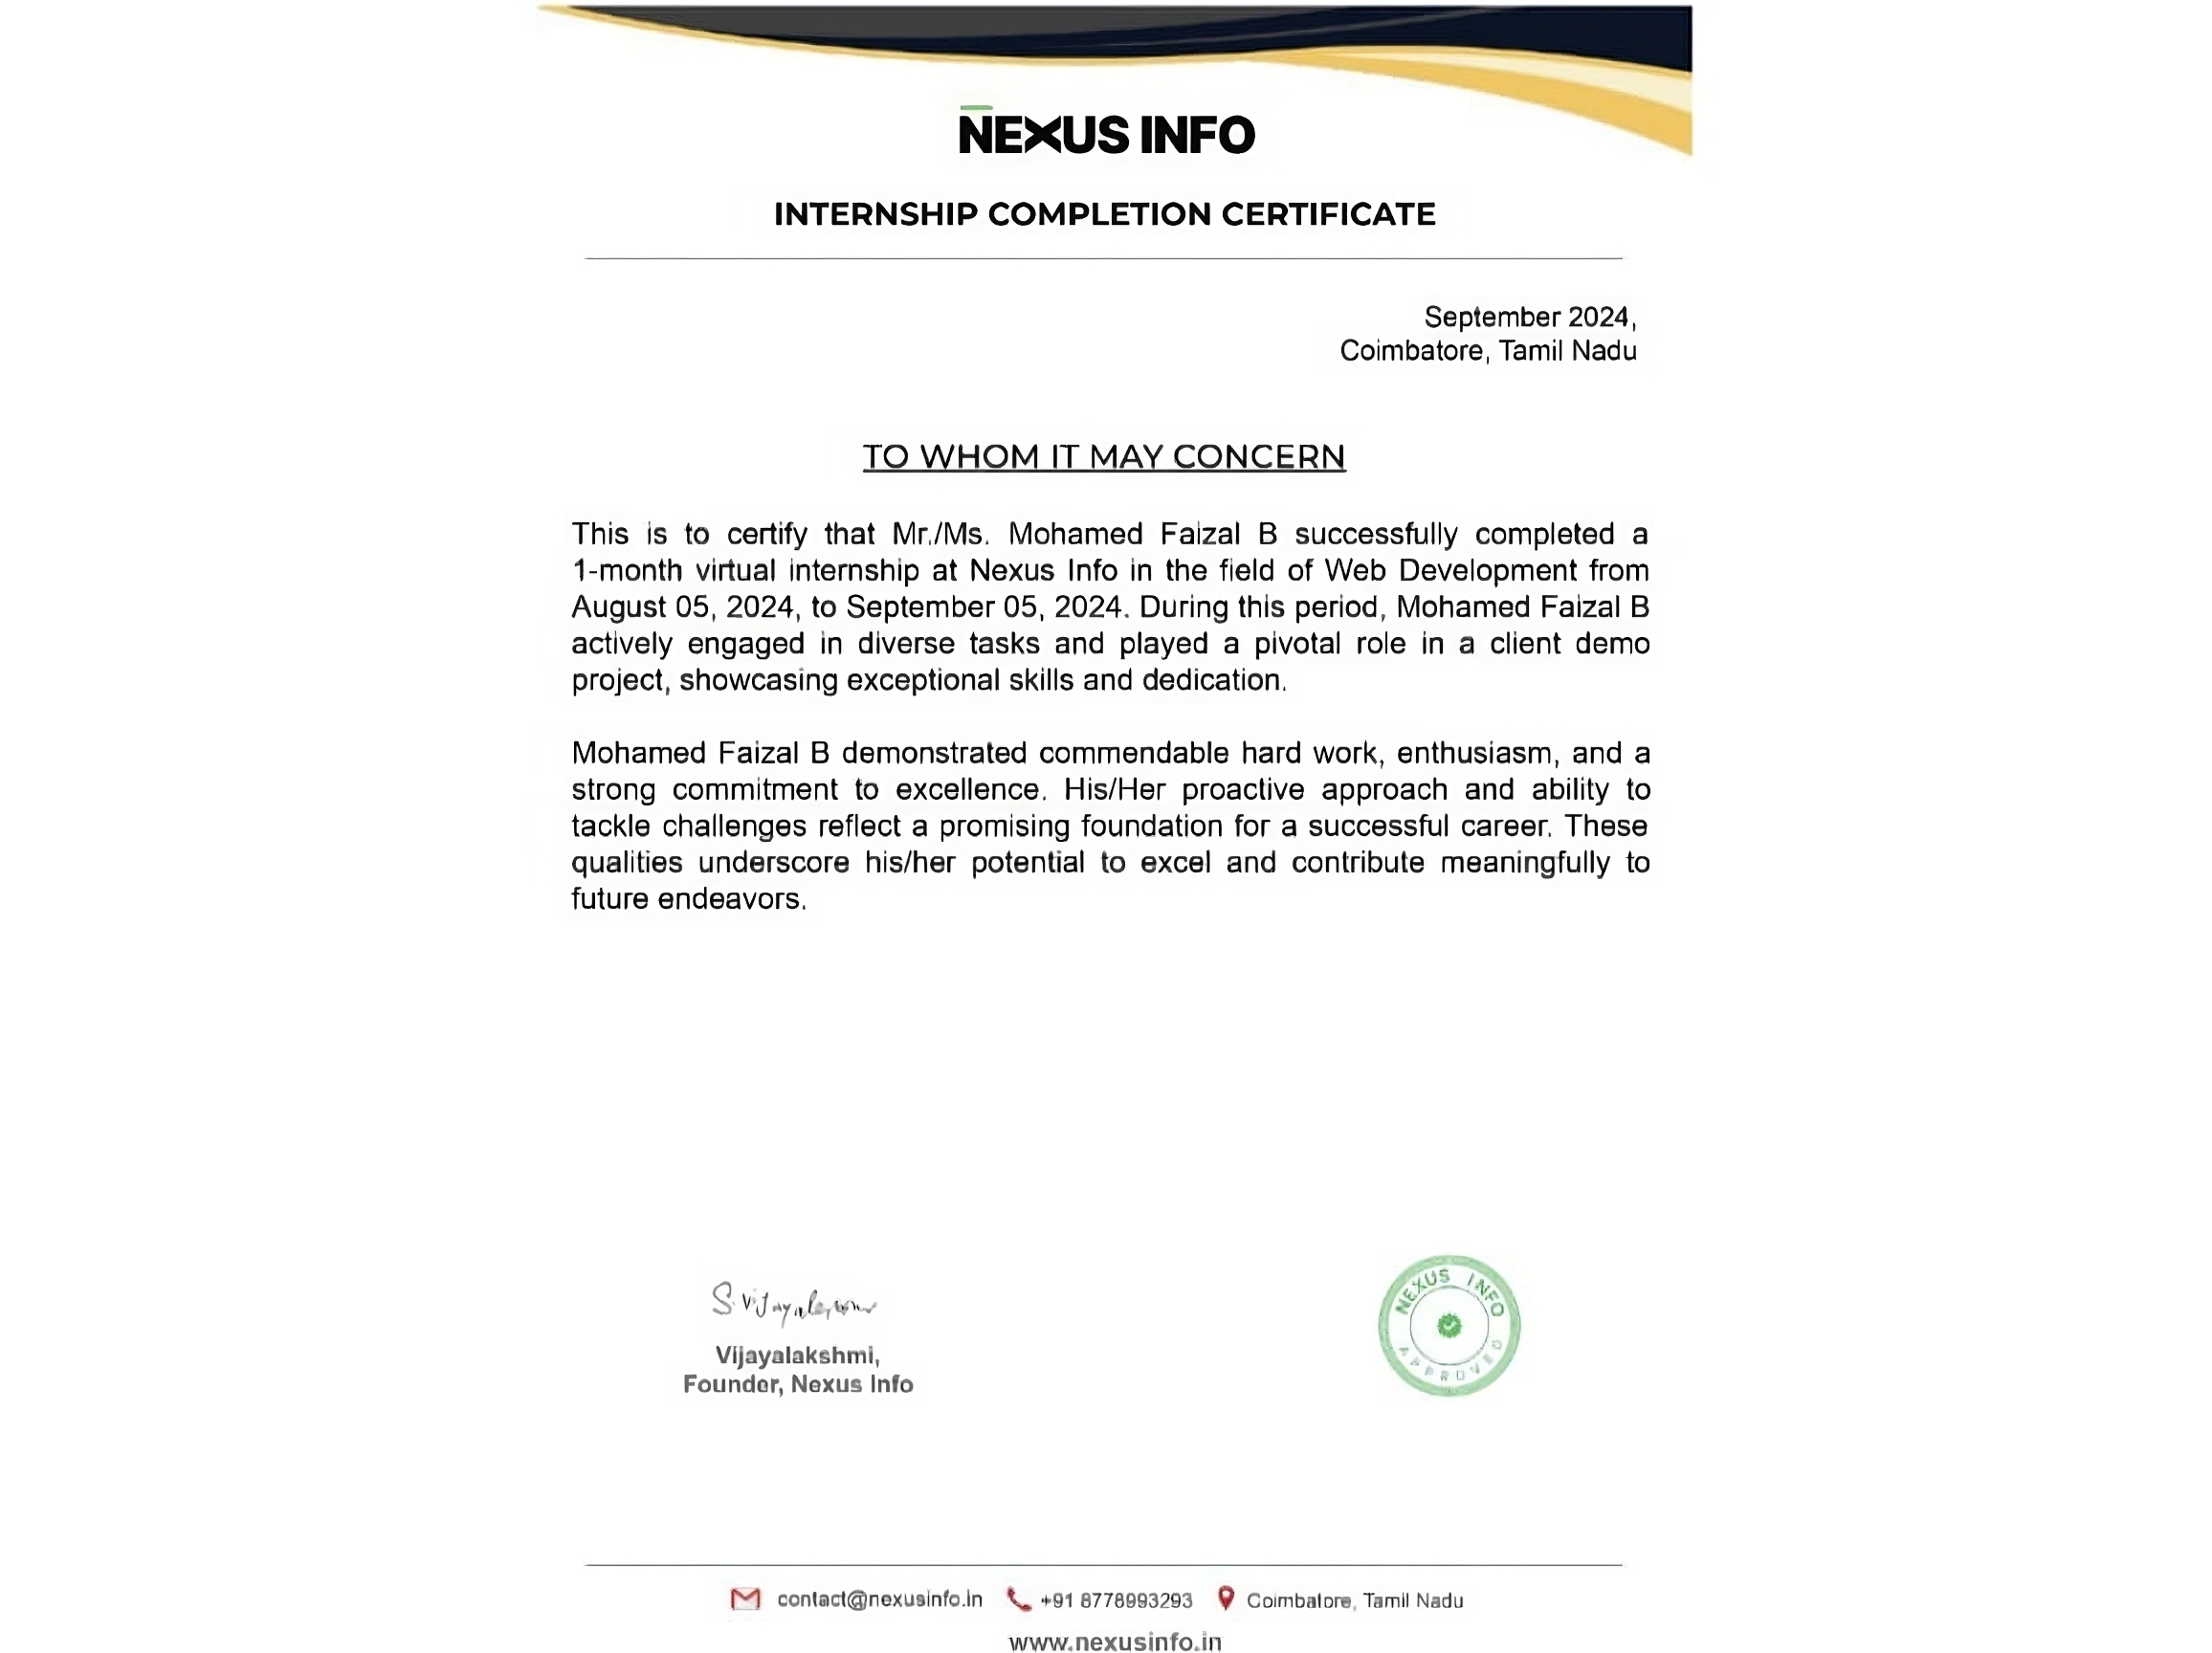 NEXUS INFO
INTERNSHIP COMPLETION CERTIFICATE
September 2024,
Coimbatore, Tamil Nadu
TO WHOM IT MAY CONCERN
This is to certify that Mr./Ms. Mohamed Faizal B successfully completed a
1-month virtual internship at Nexus Info in the field of Web Development from
August 05, 2024, to September 05, 2024. During this period, Mohamed Faizal B
actively engaged in diverse tasks and played a pivotal role in a client demo
project, showcasing exceptional skills and dedication.
Mohamed Faizal B demonstrated commendable hard work, enthusiasm, and a
strong commitment to excellence. His/Her proactive approach and ability to
tackle challenges reflect a promising foundation for a successful career. These
qualities underscore his/her potential to excel and contribute meaningfully to
future endeavors.
S.
Vijayalakshmi,
Founder, Nexus Info
NEXUS INFO
APPROVED
contact@nexusinfo.in +91 8778993293 Coimbatore, Tamil Nadu
www.nexusinfo.in